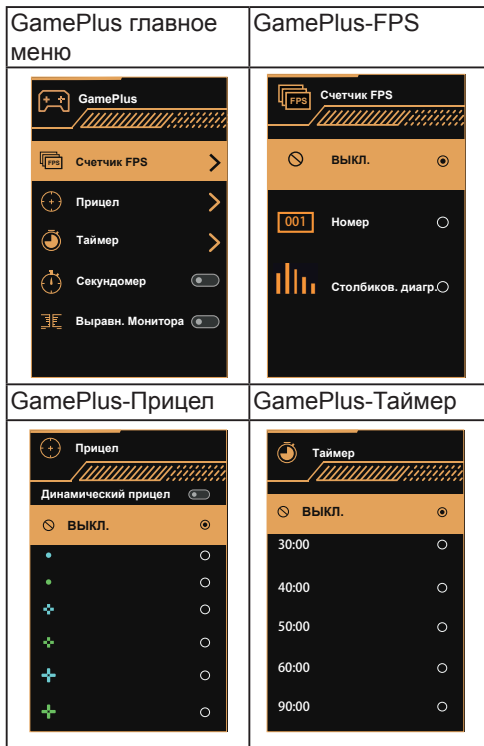 GamePlus главное
меню
GamePlus-FPS
GamePlus
FPS Счетчик FPS
Прицел
Таймер
Секундомер
Выравн. Монитора
FPS Счетчик FPS
ВЫКЛ.
001 Номер
Столбиков. диагр.
GamePlus-Прицел
GamePlus-Таймер
Прицел
Динамический прицел
ВЫКЛ.
Таймер
ВЫКЛ.
30:00
40:00
50:00
60:00
90:00